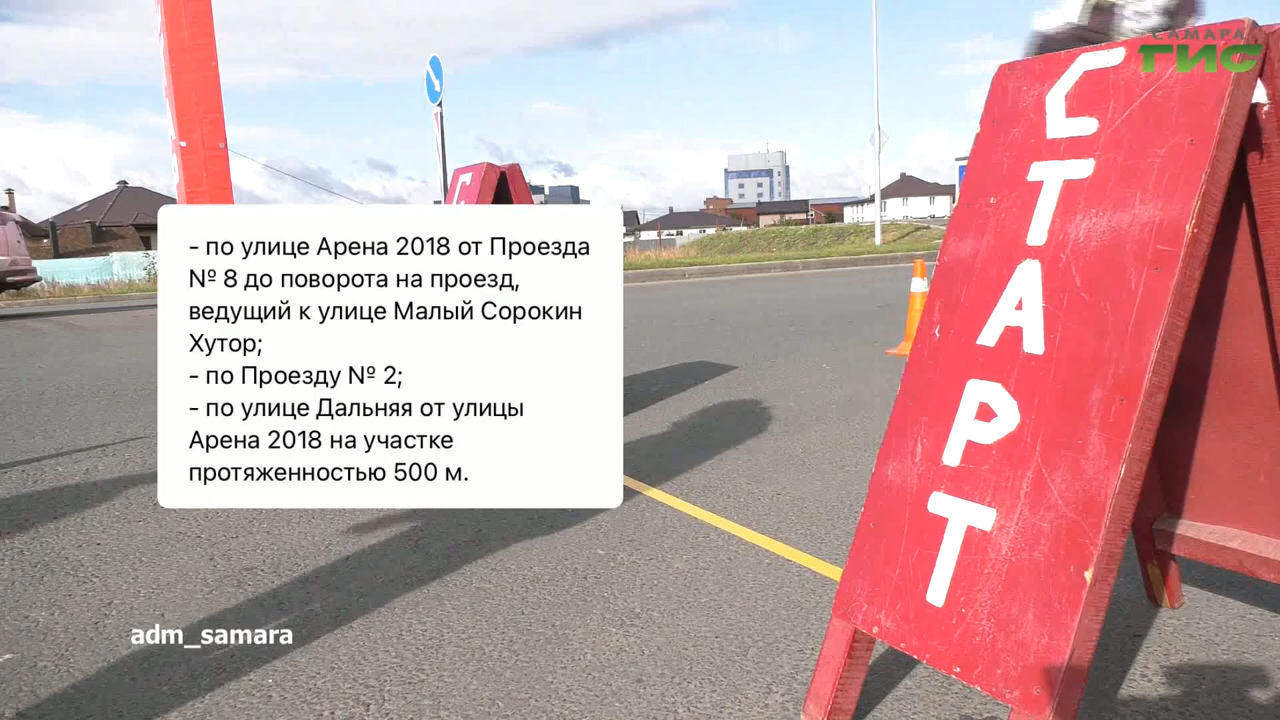 САМАРА
ГИС
СТАРТ
С
- по улице Арена 2018 от Проезда
№ 8 до поворота на проезд,
ведущий к улице Малый Сорокин
Хутор;
- по Проезду № 2;
- по улице Дальняя от улицы
Арена 2018 на участке
протяженностью 500 м.
adm_samara